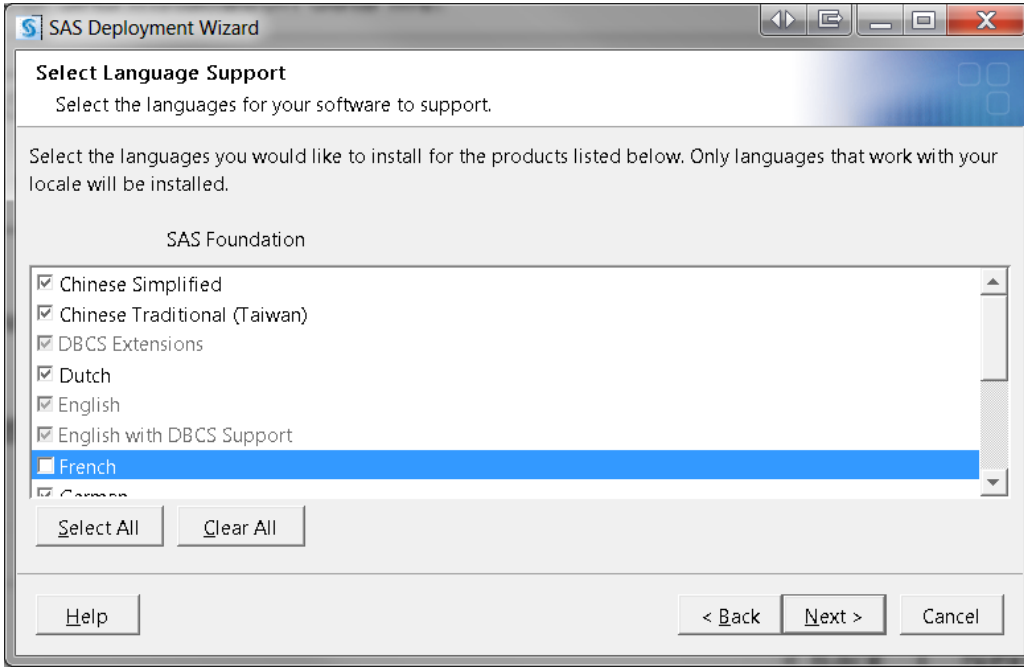 SAS Deployment Wizard
Select Language Support
Select the languages for your software to support.
Select the languages you would like to install for the products listed below. Only languages that work with your
locale will be installed.
SAS Foundation
Chinese Simplified
Chinese Traditional (Taiwan)
DBCS Extensions
Dutch
English
English with DBCS Support
French
German
Select All
Clear All
Help
< Back
Next >
Cancel